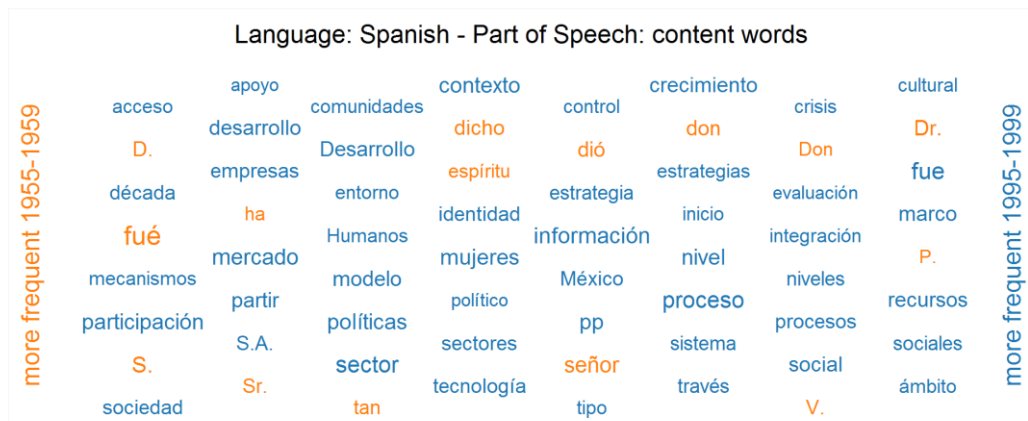 Language: Spanish - Part of Speech: content words
more frequent 1955-1959
acceso
D.
década
fué
mecanismos
participación
S.
sociedad
apoyo
desarrollo
empresas
ha
mercado
partir
S.A.
Sr.
comunidades
Desarrollo
entorno
Humanos
modelo
políticas
sector
tan
contexto
dicho
espíritu
identidad
mujeres
político
sectores
tecnología
control
dió
estrategia
información
México
pp
señor
tipo
crecimiento
don
estrategias
inicio
nivel
proceso
sistema
través
crisis
Don
evaluación
integración
niveles
procesos
social
V.
cultural
Dr.
fue
marco
P.
recursos
sociales
ámbito
more frequent 1995-1999